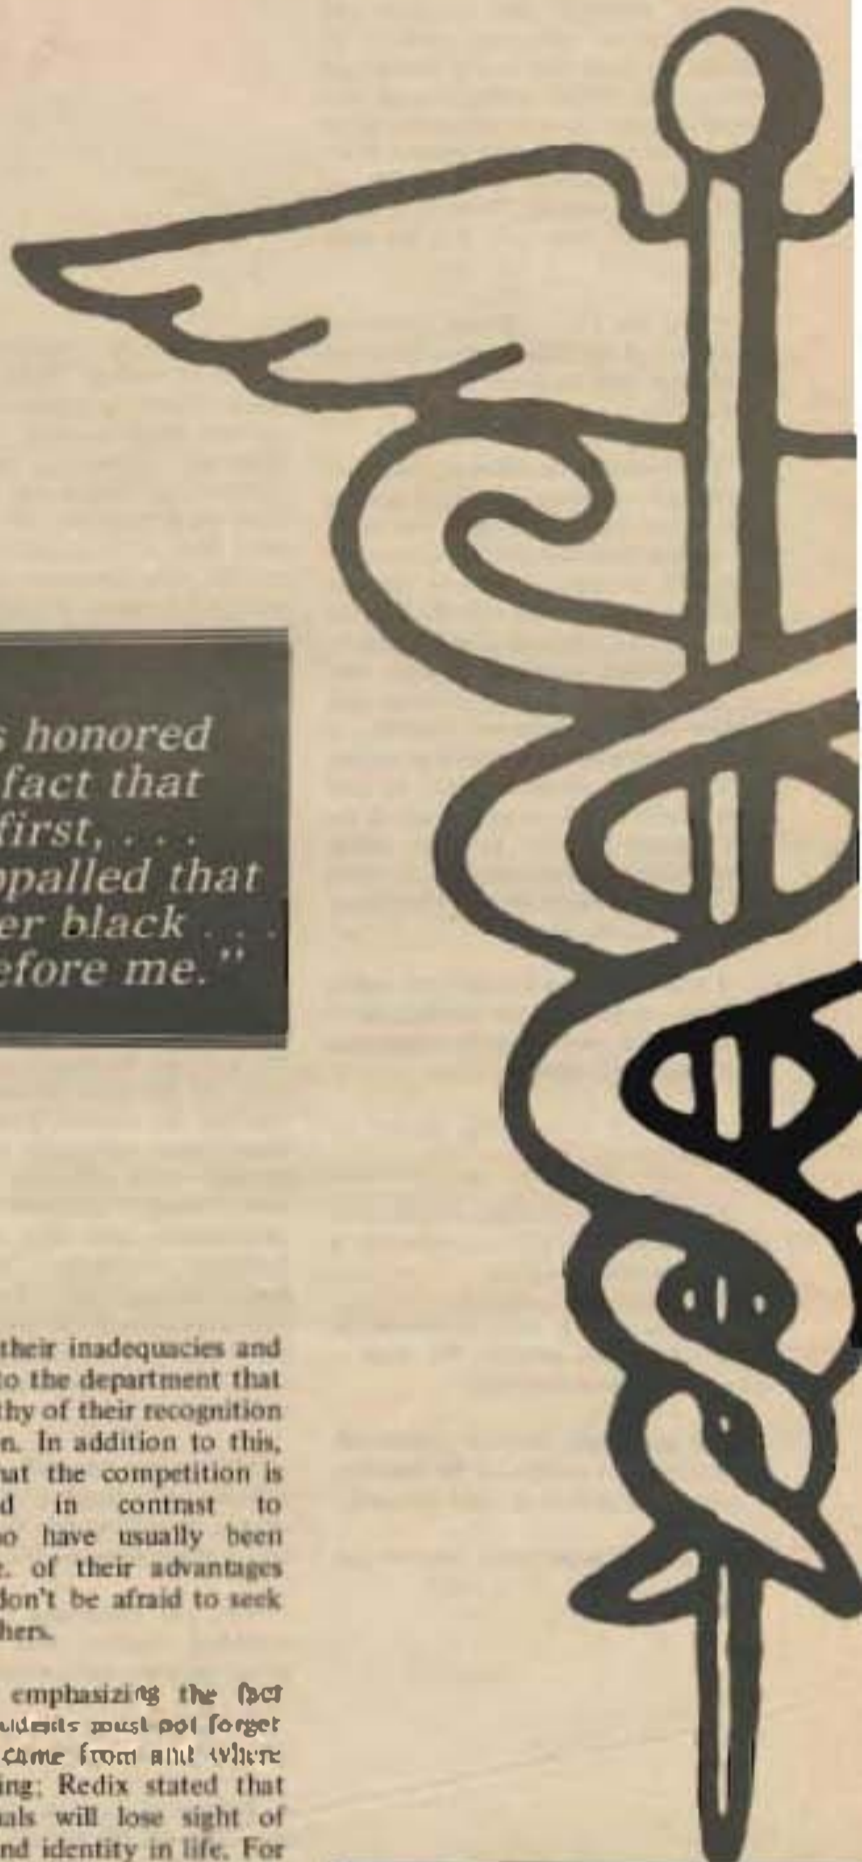 s honored
fact that
first, . . .
ppalled that
er black . . .
efore me."
their inadequacies and
to the department that
thy of their recognition
n. In addition to this,
hat the competition is
d in contrast to
o have usually been
e. of their advantages
don't be afraid to seek
hers.
emphasizing the fact
must not forget
came from and where
ing; Redix stated that
als will lose sight of
nd identity in life. For